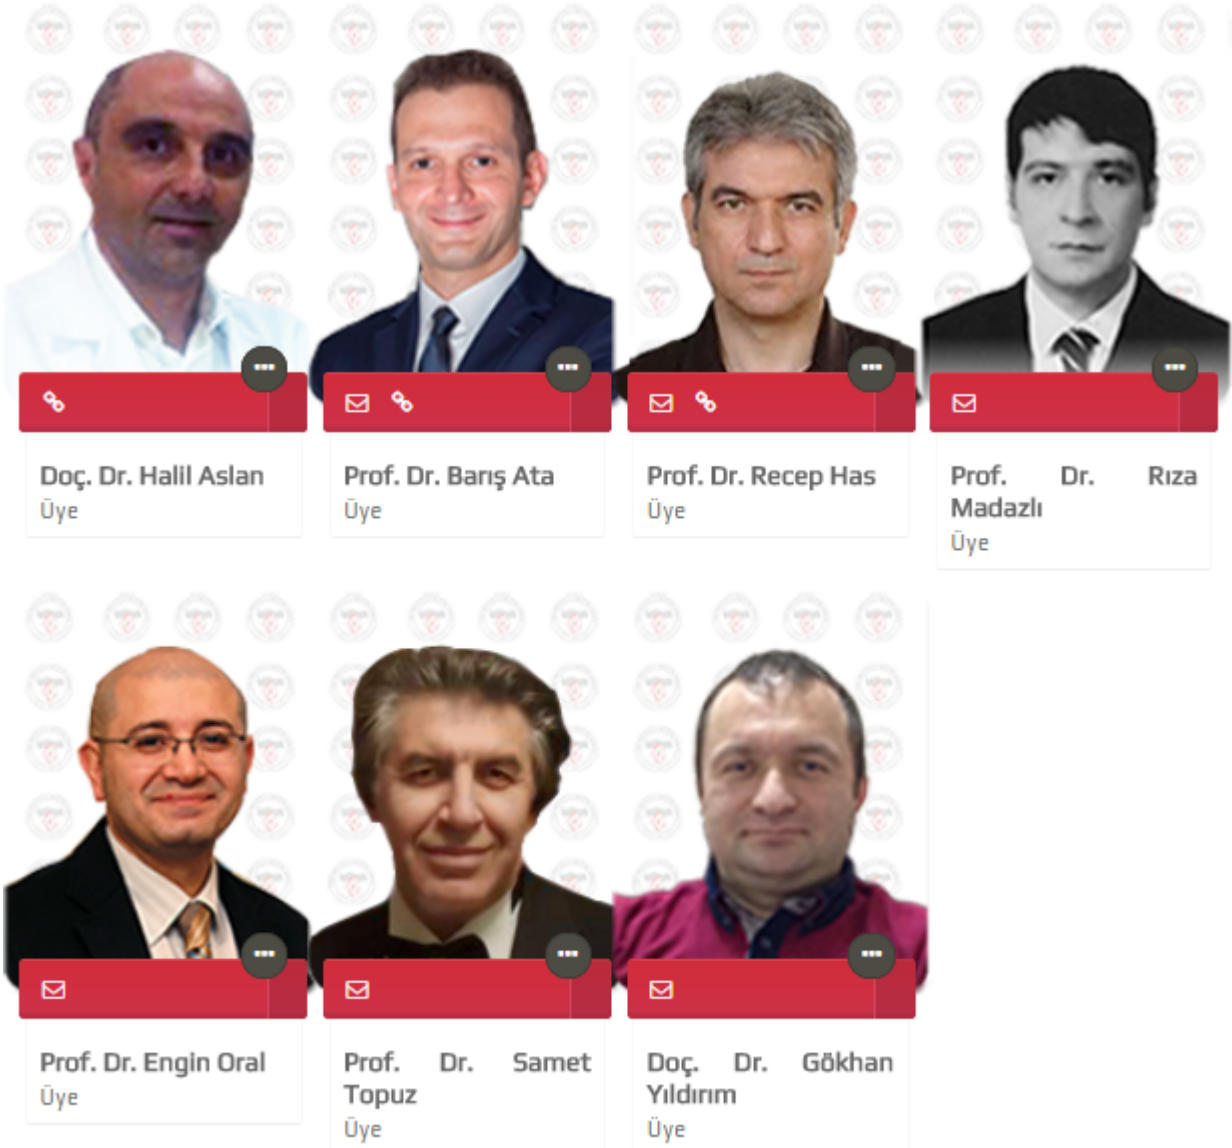 Doç. Dr. Halil Aslan
Üye
Prof. Dr. Barış Ata
Üye
Prof. Dr. Recep Has
Üye
Prof. Dr. Rıza
Madazlı
Üye
Prof. Dr. Engin Oral
Üye
Prof. Dr. Samet
Topuz
Üye
Doç. Dr. Gökhan
Yıldırım
Üye